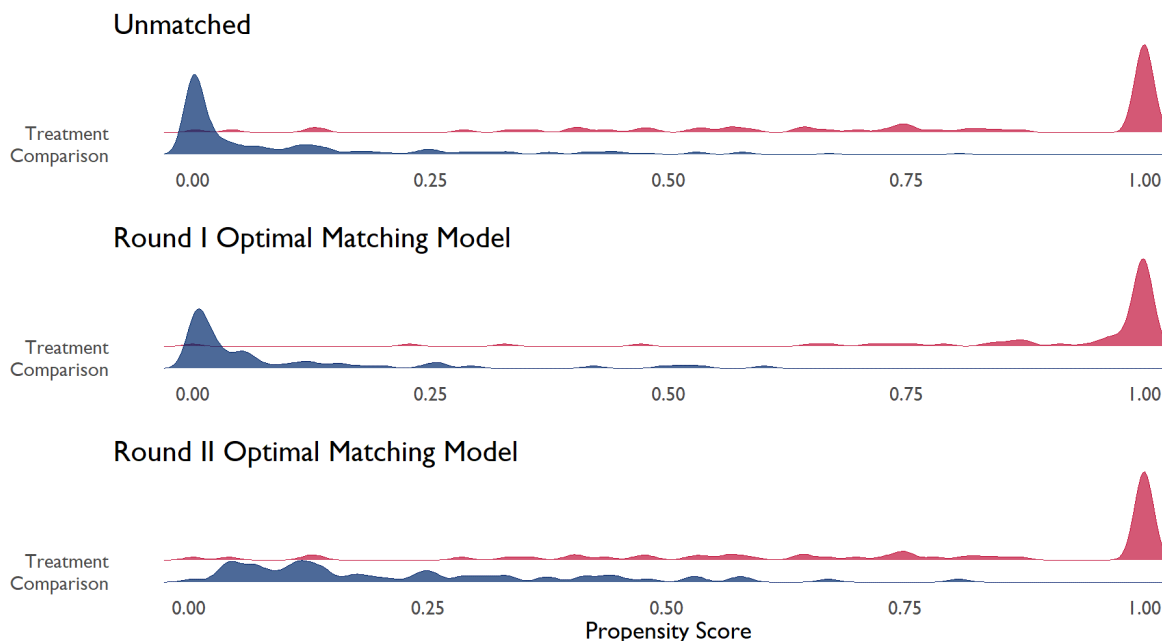 Unmatched
Treatment
Comparison
0.00 0.25 0.50 0.75 1.00
Round I Optimal Matching Model
Treatment
Comparison
0.00 0.25 0.50 0.75 1.00
Round II Optimal Matching Model
Treatment
Comparison
0.00 0.25 0.50 0.75 1.00
Propensity Score